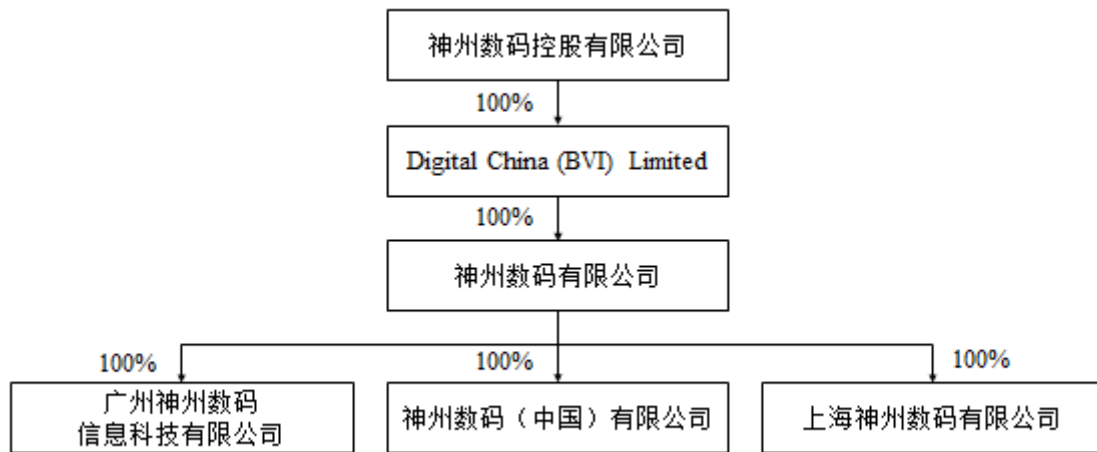 神州数码控股有限公司
100%
Digital China (BVI) Limited
100%
神州数码有限公司
100%
100%
100%
广州神州数码
信息科技有限公司
神州数码（中国）有限公司
上海神州数码有限公司